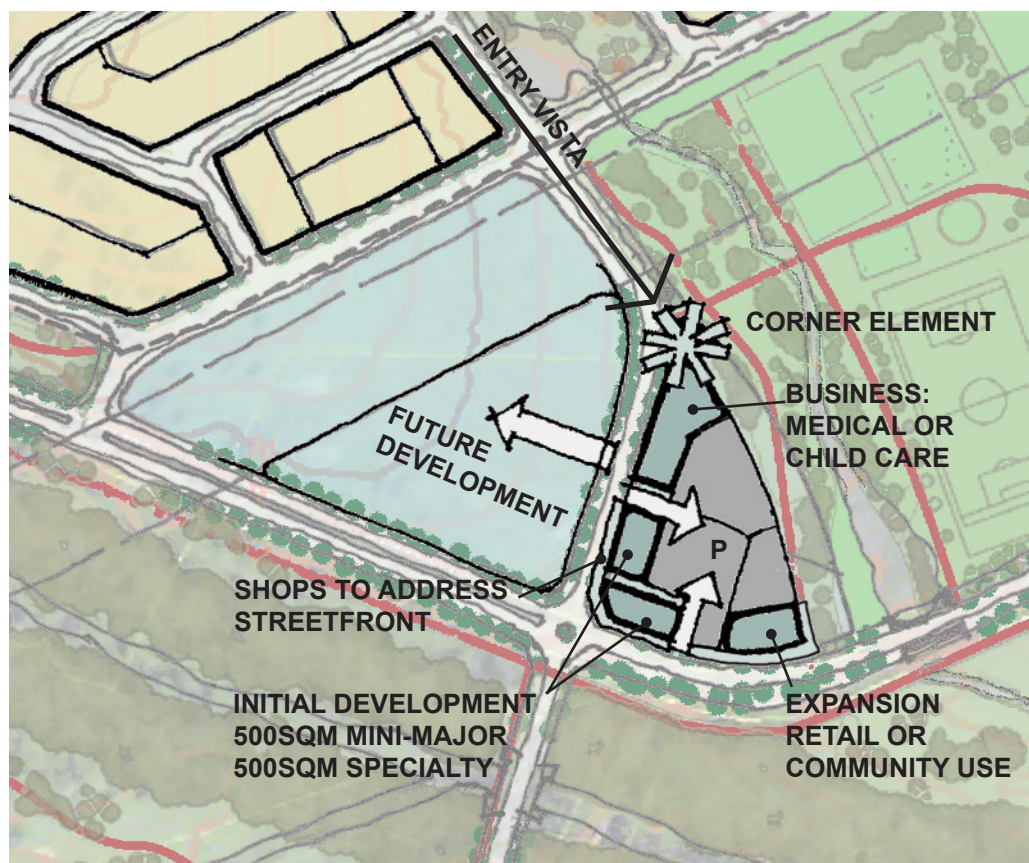 ENTRY VISTA
CORNER ELEMENT
BUSINESS:
MEDICAL OR
CHILD CARE
FUTURE
DEVELOPMENT
P
SHOPS TO ADDRESS
STREETFRONT
INITIAL DEVELOPMENT
500SQM MINI-MAJOR
500SQM SPECIALTY
EXPANSION
RETAIL OR
COMMUNITY USE